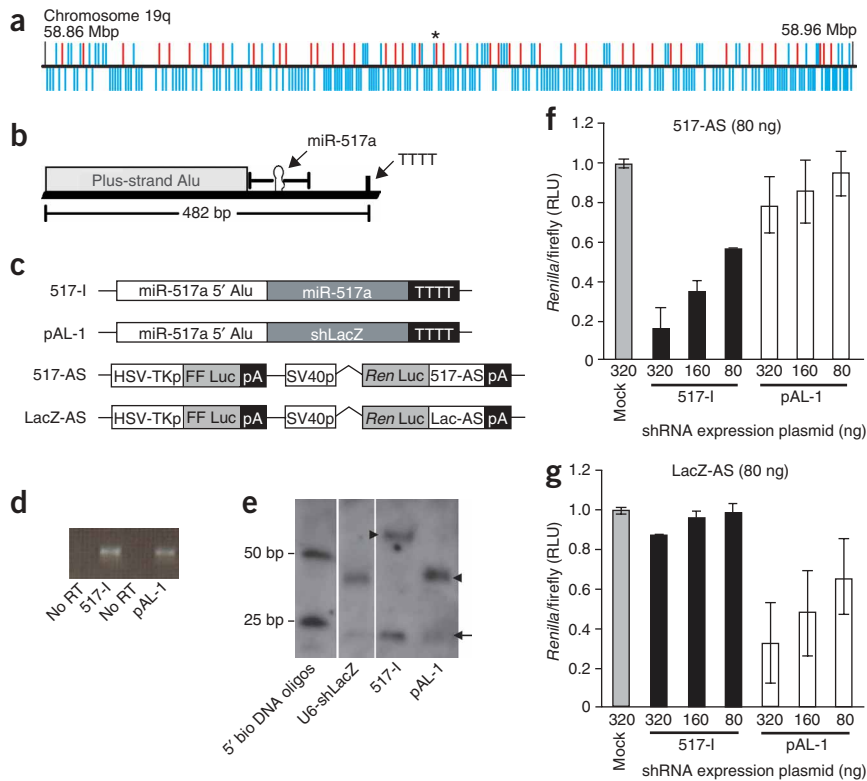 a
Chromosome 19q
58.86 Mbp
58.96 Mbp
*
b
miR-517a
TTTT
Plus-strand Alu
482 bp
c
517-I
miR-517a 5′ Alu
miR-517a
TTTT
pAL-1
miR-517a 5′ Alu
shLacZ
TTTT
517-AS
HSV-TKp
FF Luc
pA
SV40p
Ren Luc
517-AS
pA
LacZ-AS
HSV-TKp
FF Luc
pA
SV40p
Ren Luc
Lac-AS
pA
d
No RT
517-I
No RT
pAL-1
e
50 bp
25 bp
5′ bio DNA oligos
U6-shLacZ
517-I
pAL-1
f
517-AS (80 ng)
Renilla/firefly (RLU)
1.2
1.0
0.8
0.6
0.4
0.2
0
320 320 160 80 320 160 80
Mock
517-I
pAL-1
shRNA expression plasmid (ng)
g
LacZ-AS (80 ng)
Renilla/firefly (RLU)
1.2
1.0
0.8
0.6
0.4
0.2
0
320 320 160 80 320 160 80
Mock
517-I
pAL-1
shRNA expression plasmid (ng)